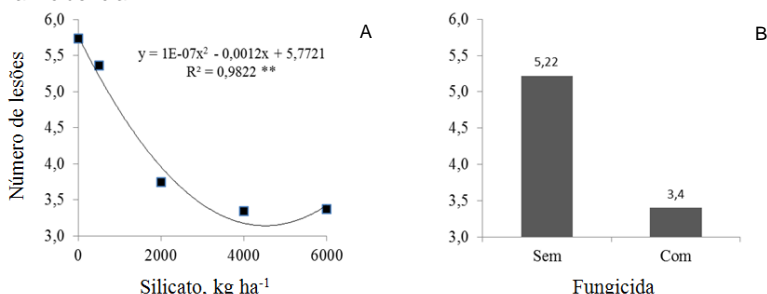 A
y = 1E-07x² - 0,0012x + 5,7721
R² = 0,9822 **
Número de lesões
6,0
5,5
5,0
4,5
4,0
3,5
3,0
0 2000 4000 6000
Silicato, kg ha⁻¹
B
6,0
5,5
5,0
4,5
4,0
3,5
3,0
5,22
3,4
Sem Com
Fungicida